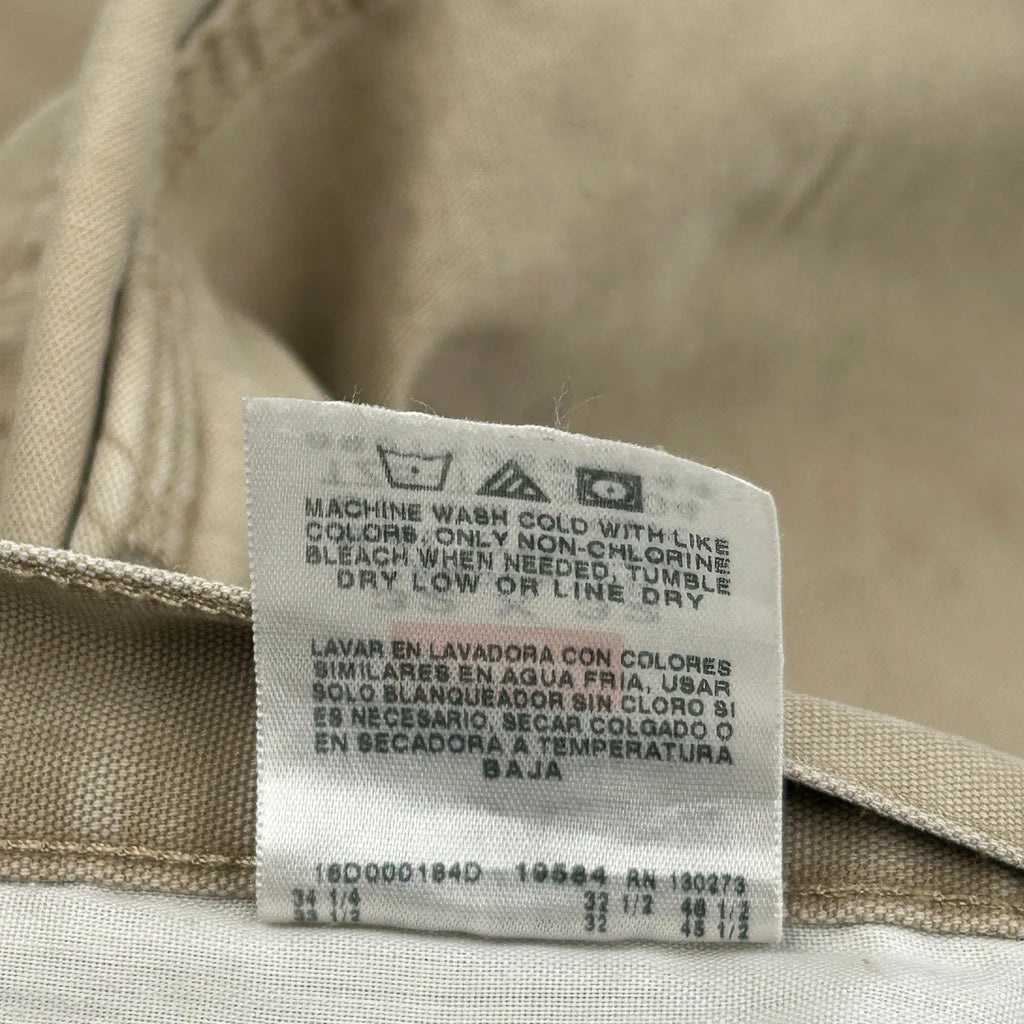 MACHINE WASH COLD WITH LIKE
COLORS. ONLY NON-CHLORINE
BLEACH WHEN NEEDED, TUMBLE
DRY LOW OR LINE DRY
LAVAR EN LAVADORA CON COLORES
SIMILARES EN AGUA FRIA, USAR
SOLO BLANQUEADOR SIN CLORO SI
ES NECESARIO, SECAR COLGADO O
EN SECADORA A TEMPERATURA
BAJA
16D000184D 19584 RN 130273
34 1/4 32 1/2 46 1/2
33 1/2 32 45 1/2